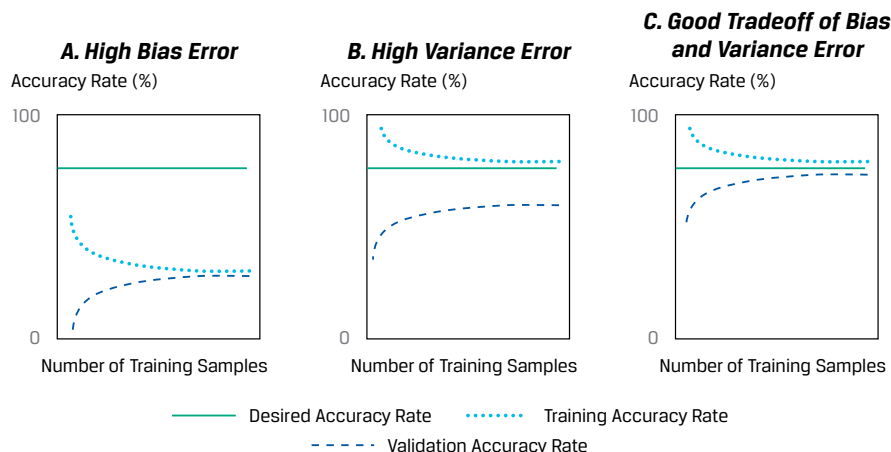 A. High Bias Error
Accuracy Rate (%)
100
0
Number of Training Samples
B. High Variance Error
Accuracy Rate (%)
100
0
Number of Training Samples
C. Good Tradeoff of Bias
and Variance Error
Accuracy Rate (%)
100
0
Number of Training Samples
Desired Accuracy Rate
Training Accuracy Rate
Validation Accuracy Rate